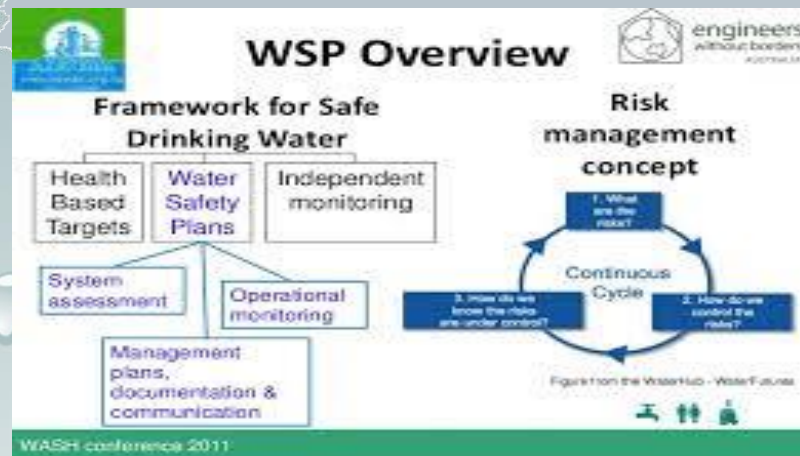 WSP Overview
engineers
without borders
AUSTRALIA
Framework for Safe
Drinking Water
Health
Based
Targets
Water
Safety
Plans
Independent
monitoring
System
assessment
Operational
monitoring
Management
plans,
documentation &
communication
Risk
management
concept
1. What
are the
risks?
Continuous
Cycle
2. How do we
control the
risks?
3. How do we
know the risks
are under control?
Figure from the WaterHub - WaterFutures
WASH conference 2011